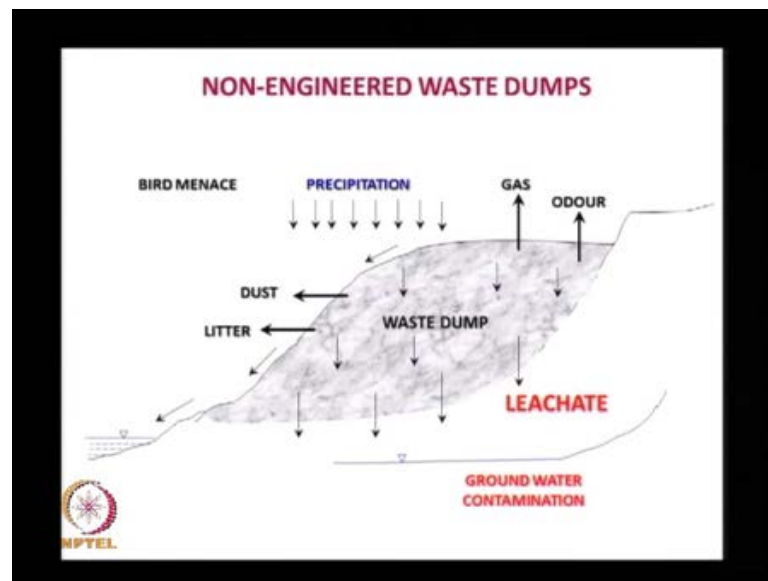 NON-ENGINEERED WASTE DUMPS
BIRD MENACE
PRECIPITATION
GAS
ODOUR
DUST
LITTER
WASTE DUMP
LEACHATE
GROUND WATER
CONTAMINATION
NPTEL